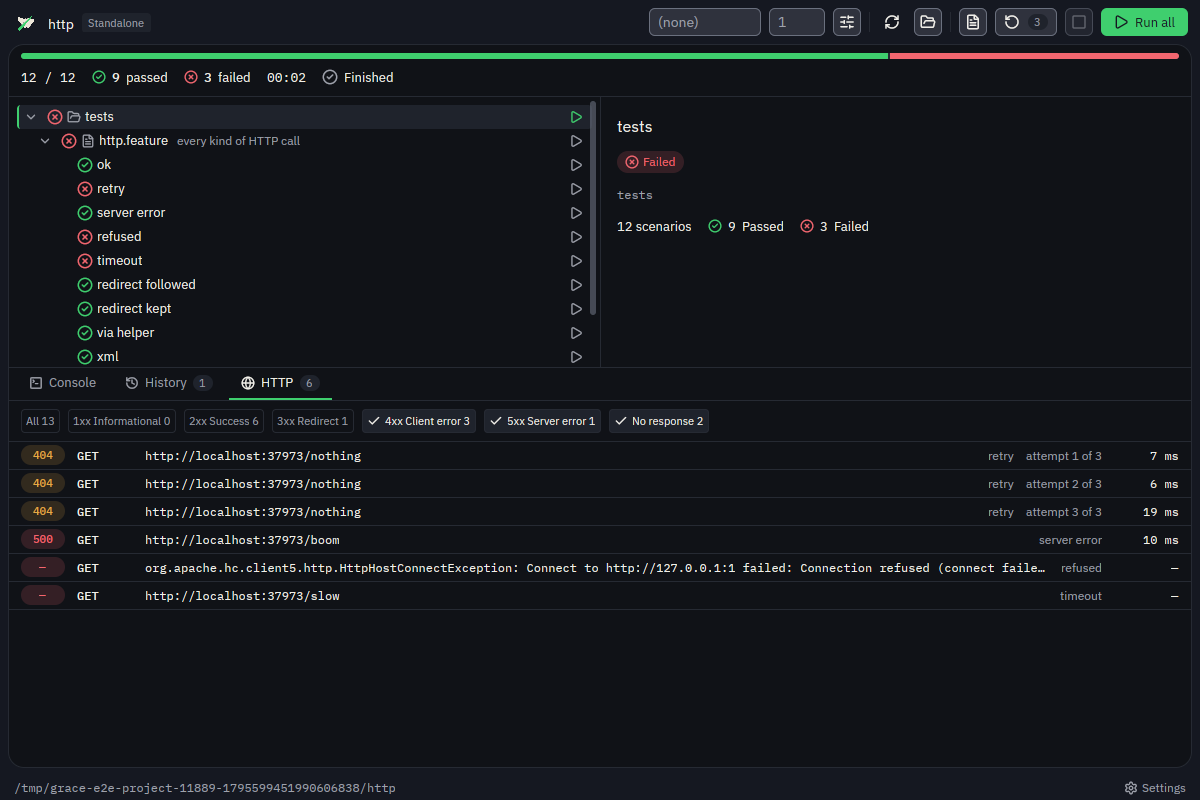 http Standalone (none) 1 3 Run all
12 / 12 9 passed 3 failed 00:02 Finished
tests
http.feature every kind of HTTP call
ok
retry
server error
refused
timeout
redirect followed
redirect kept
via helper
xml
tests
Failed
tests
12 scenarios 9 Passed 3 Failed
Console History 1 HTTP 6
All 13 1xx Informational 0 2xx Success 6 3xx Redirect 1 4xx Client error 3 5xx Server error 1 No response 2
404 GET http://localhost:37973/nothing retry attempt 1 of 3 7 ms
404 GET http://localhost:37973/nothing retry attempt 2 of 3 6 ms
404 GET http://localhost:37973/nothing retry attempt 3 of 3 19 ms
500 GET http://localhost:37973/boom server error 10 ms
— GET org.apache.hc.client5.http.HttpHostConnectException: Connect to http://127.0.0.1:1 failed: Connection refused (connect faile… refused —
— GET http://localhost:37973/slow timeout —
/tmp/grace-e2e-project-11889-1795599451990606838/http Settings